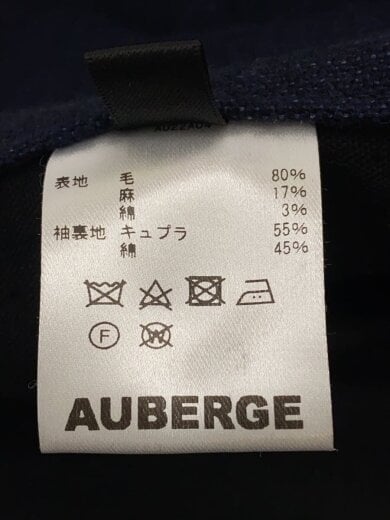 表地 毛 80%
麻 17%
綿 3%
袖裏地 キュプラ 55%
綿 45%
F
W
AUBERGE